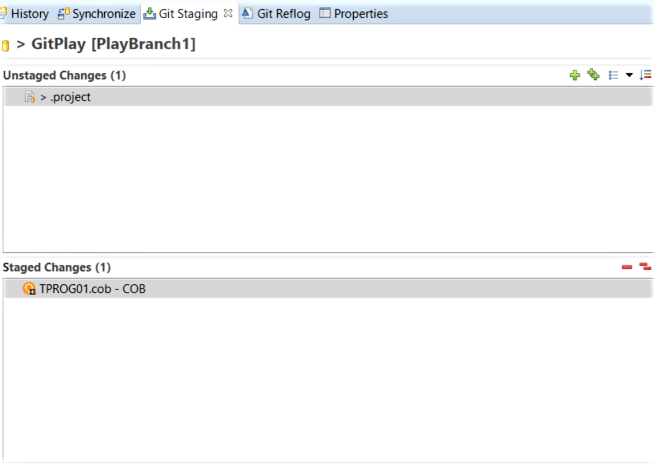 History Synchronize Git Staging Git Reflog Properties
> GitPlay [PlayBranch1]
Unstaged Changes (1)
> .project
Staged Changes (1)
TPROG01.cob - COB